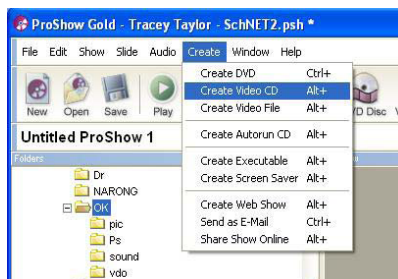 ProShow Gold - Tracey Taylor - SchNET2.psh *
File Edit Show Slide Audio Create Window Help
Create DVD Ctrl+
Create Video CD Alt+
Create Video File Alt+
Create Autorun CD Alt+
Create Executable Alt+
Create Screen Saver Alt+
Create Web Show Alt+
Send as E-Mail Ctrl+
Share Show Online Alt+
New Open Save Play D Disc V
Untitled ProShow 1
Folders
Dr
NARONG
OK
pic
Ps
sound
vdo